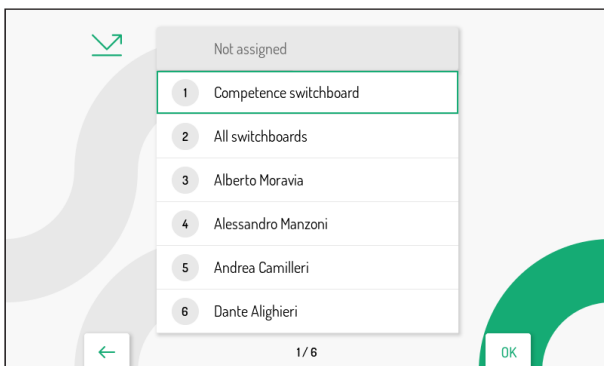 Not assigned
1 Competence switchboard
2 All switchboards
3 Alberto Moravia
4 Alessandro Manzoni
5 Andrea Camilleri
6 Dante Alighieri
1/6
OK